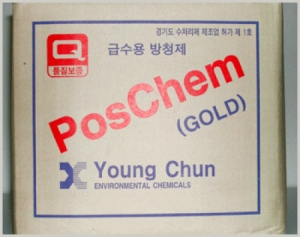 경기도 수처리제 제조업 허가 제 1호
Q
품질보증
급수용 방청제
PosChem
(GOLD)
Young Chun
ENVIRONMENTAL CHEMICALS